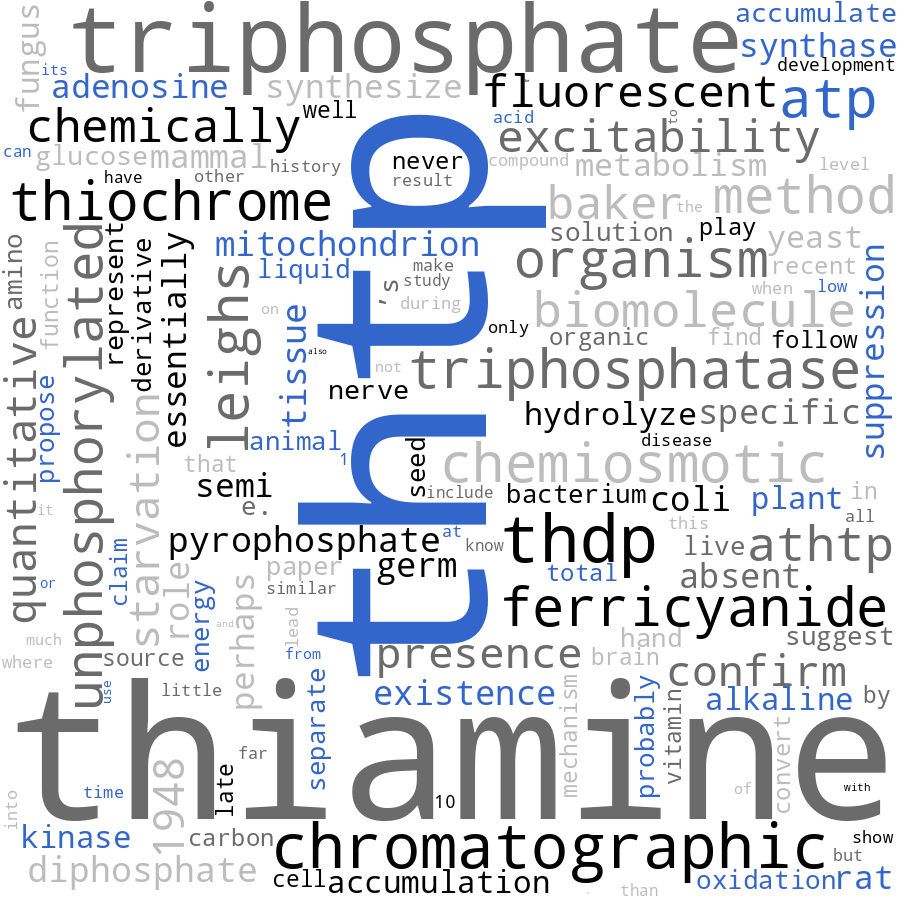 triphosphate
accumulate
synthase
development
fungus
its
adenosine
synthesize
fluorescent
atp
chemically
well
acid
excitability
to
can
glucose
mammal
history
never
result
compound
metabolism
level
have
other
thiochrome
thtp
baker
the
method
amino
function
unphosphorylated
represent
derivative
essentially
mitochondrion
solution
play
yeast
liquid
leighs
make
study
's
organism
recent
suppression
on
during
when
low
biomolecule
tissue
also
only
organic
find
follow
not
triphosphatase
quantitative
propose
nerve
hydrolyze
specific
starvation
animal
1
seed
disease
that
chemiosmotic
semi
e.
include
bacterium
coli
plant
in
it
all
this
pyrophosphate
at
know
thdp
live
athtp
claim
role
paper
germ
total
absent
or
energy
perhaps
similar
ferricyanide
and
lead
much
hand
suggest
where
source
from
presence
brain
confirm
use
little
separate
existence
mechanism
probably
vitamin
alkaline
by
thiamine
far
convert
into
time
1948
late
10
of
with
kinase
carbon
chromatographic
show
but
diphosphate
cell
accumulation
than
oxidation
rat